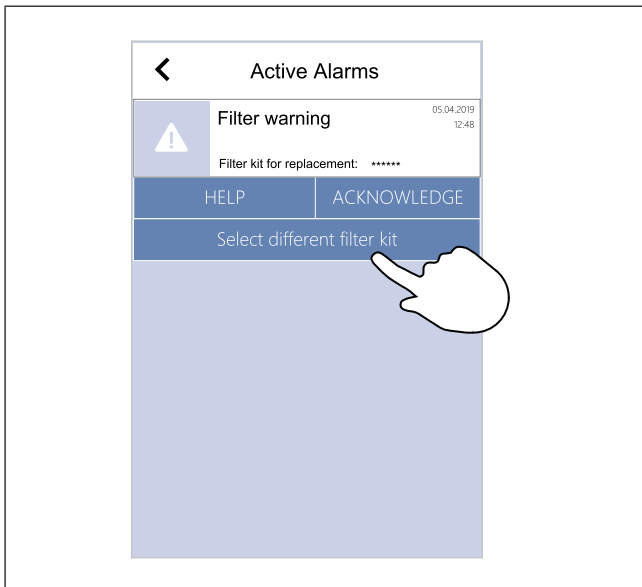 Active Alarms
Filter warning
05.04.2019
12:48
Filter kit for replacement: ******
HELP
ACKNOWLEDGE
Select different filter kit